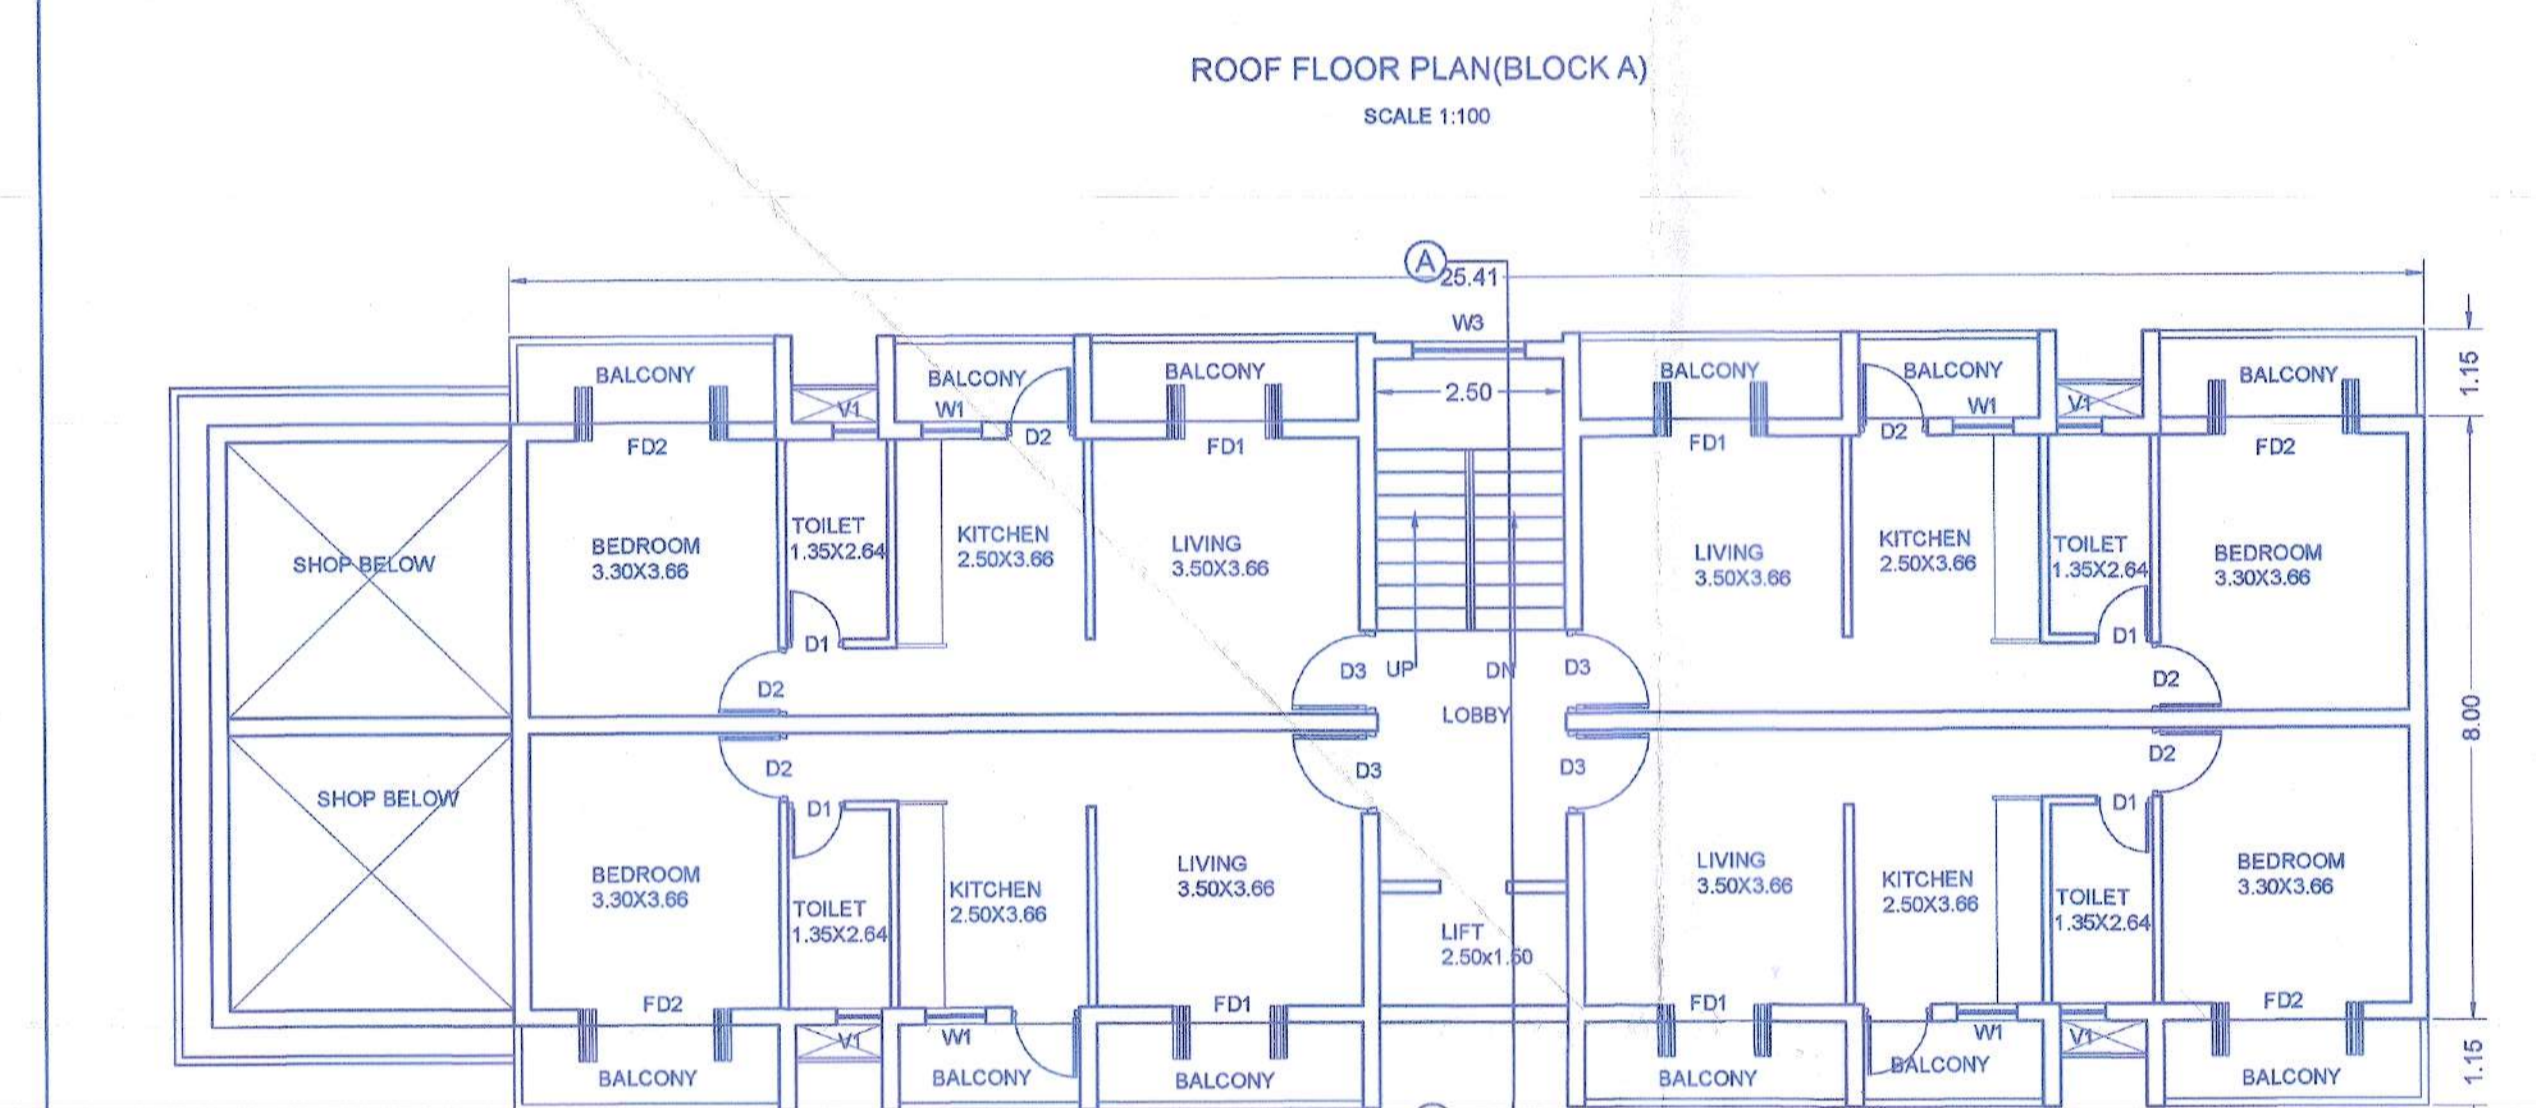 ROOF FLOOR PLAN(BLOCK A)
SCALE 1:100
A
25.41
W3
1.15
BALCONY
BALCONY
BALCONY
BALCONY
BALCONY
BALCONY
2.50
V1
W1
W1
V1
D2
D2
FD2
FD1
FD1
FD2
BEDROOM
3.30X3.66
TOILET
1.35X2.64
KITCHEN
2.50X3.66
LIVING
3.50X3.66
LIVING
3.50X3.66
KITCHEN
2.50X3.66
TOILET
1.35X2.64
BEDROOM
3.30X3.66
SHOP BELOW
D1
D1
D2
D3
UP
DN
D3
D2
LOBBY
8.00
D2
D3
D3
D2
D1
D1
SHOP BELOW
BEDROOM
3.30X3.66
TOILET
1.35X2.64
KITCHEN
2.50X3.66
LIVING
3.50X3.66
LIVING
3.50X3.66
KITCHEN
2.50X3.66
TOILET
1.35X2.64
BEDROOM
3.30X3.66
LIFT
2.50x1.50
FD2
FD1
FD1
FD2
V1
W1
W1
V1
BALCONY
BALCONY
BALCONY
BALCONY
BALCONY
BALCONY
1.15